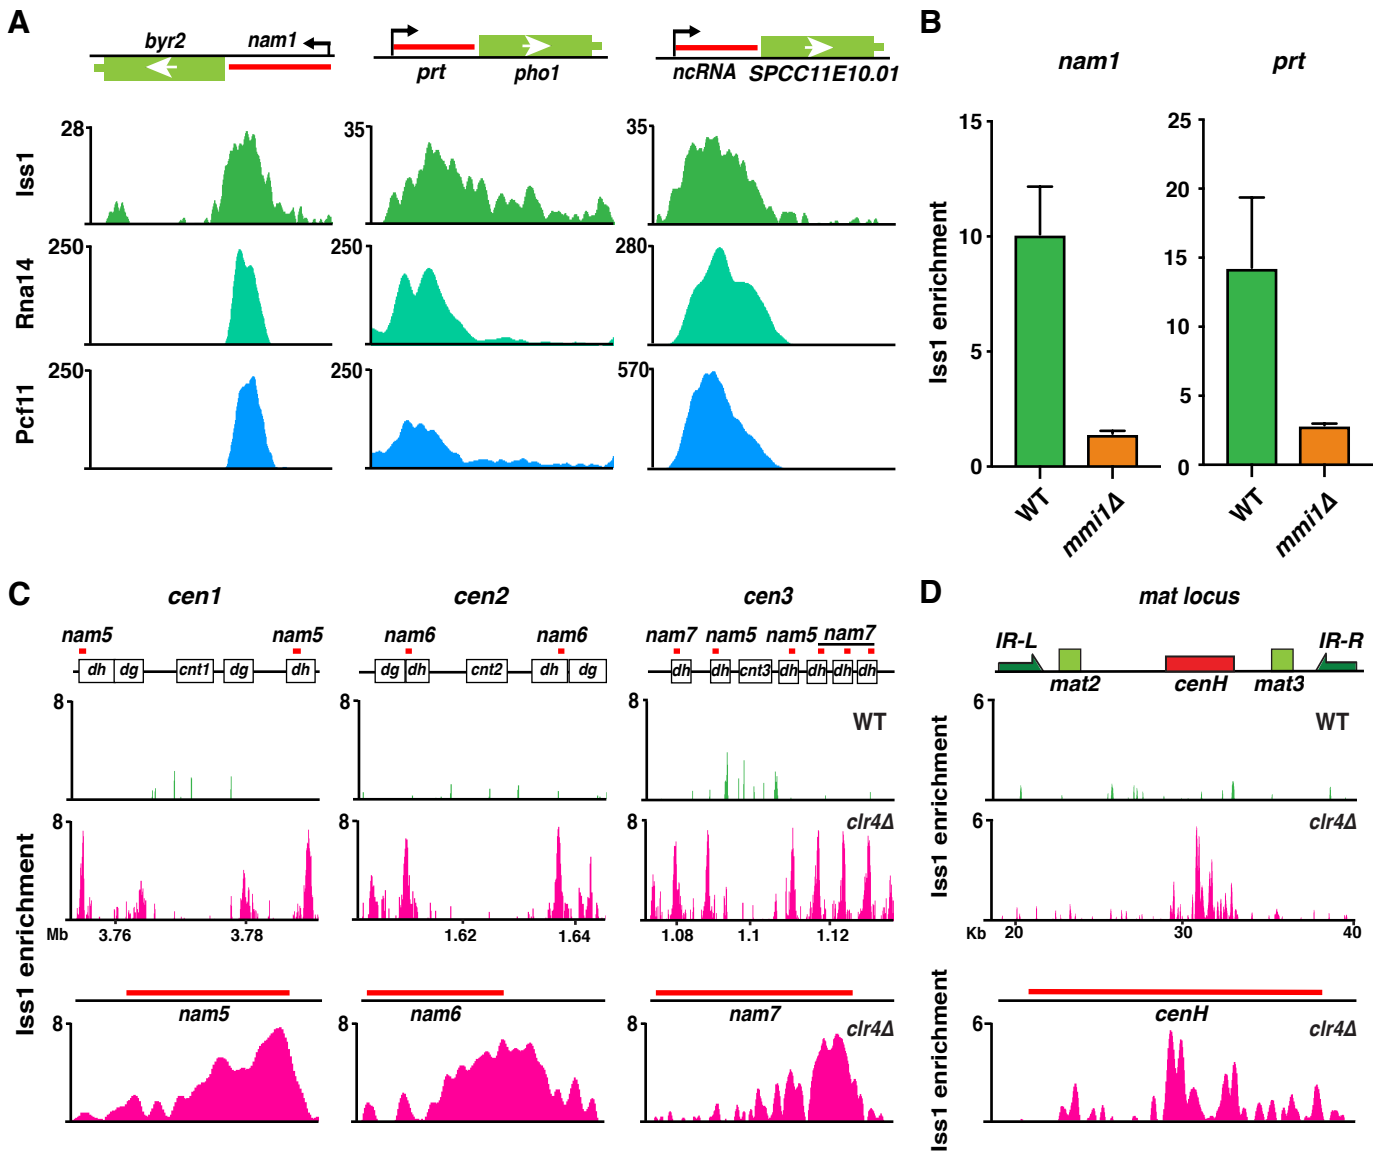 A
byr2 nam1
prt pho1
ncRNA SPCC11E10.01
Iss1
28
35
35
Rna14
250
250
280
Pcf11
250
250
570
B
nam1
prt
Iss1 enrichment
15
10
5
0
WT
mmi1Δ
25
20
15
10
5
0
WT
mmi1Δ
C
cen1
cen2
cen3
nam5 nam5
nam6 nam6
nam7 nam5 nam5 nam7
dh dg cnt1 dg dh
dg dh cnt2 dh dg
dh dh cnt3 dh dh dh dh
8
8
8
WT
Iss1 enrichment
8
8
8
clr4Δ
Mb 3.76 3.78
1.62 1.64
1.08 1.1 1.12
nam5
nam6
nam7
8
8
8
clr4Δ
D
mat locus
IR-L IR-R
mat2 cenH mat3
Iss1 enrichment
6
WT
Iss1 enrichment
6
clr4Δ
Kb 20 30 40
cenH
Iss1 enrichment
6
clr4Δ